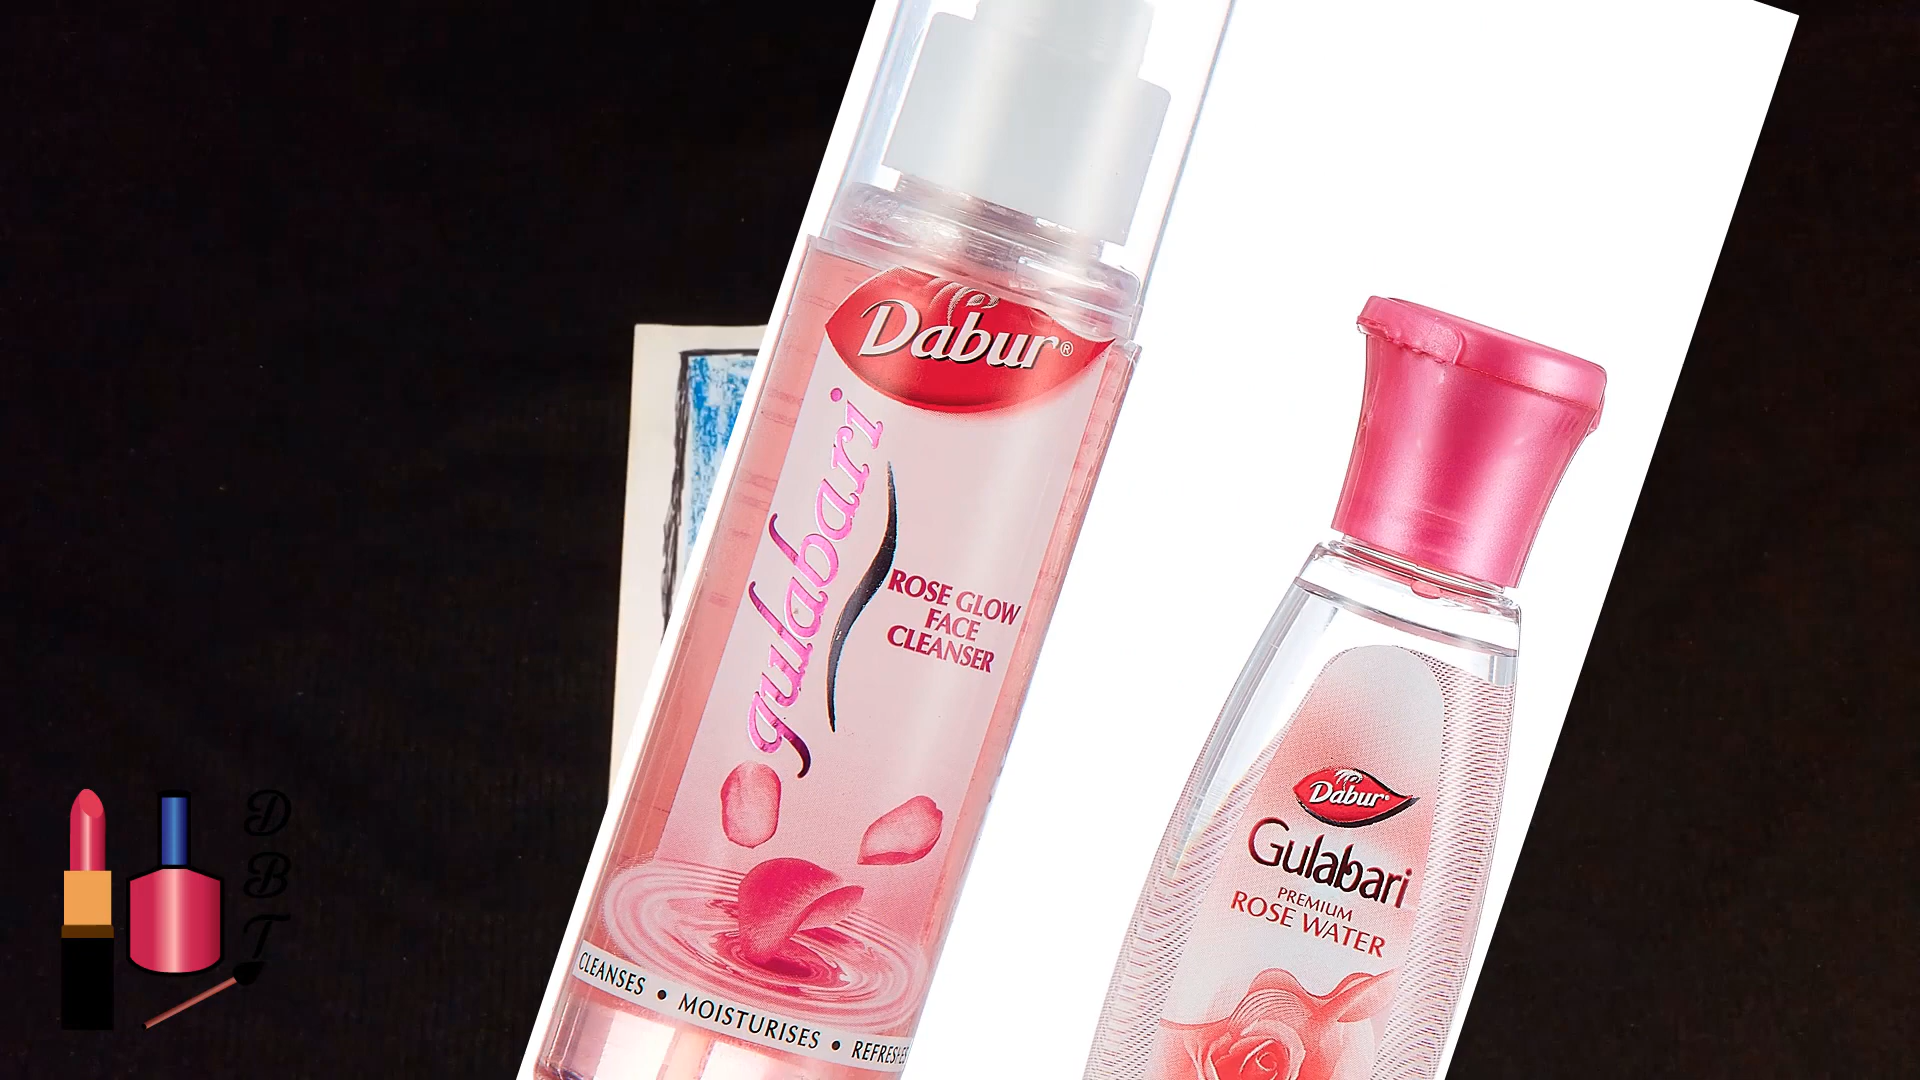 Dabur®
gulabari
ROSE GLOW
FACE
CLEANSER
CLEANSES • MOISTURISES • REFRESHES
Dabur
Gulabari
PREMIUM
ROSE WATER
D
B
T